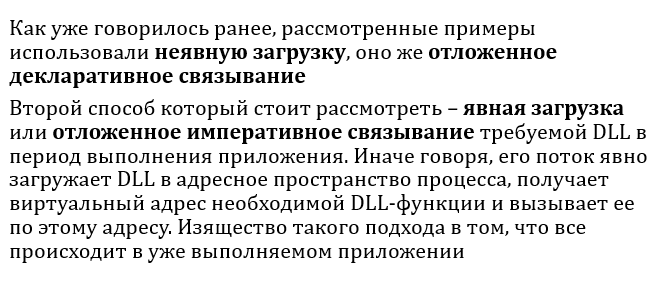 Как уже говорилось ранее, рассмотренные примеры
использовали неявную загрузку, оно же отложенное
декларативное связывание
Второй способ который стоит рассмотреть – явная загрузка
или отложенное императивное связывание требуемой DLL в
период выполнения приложения. Иначе говоря, его поток явно
загружает DLL в адресное пространство процесса, получает
виртуальный адрес необходимой DLL-функции и вызывает ее
по этому адресу. Изящество такого подхода в том, что все
происходит в уже выполняемом приложении